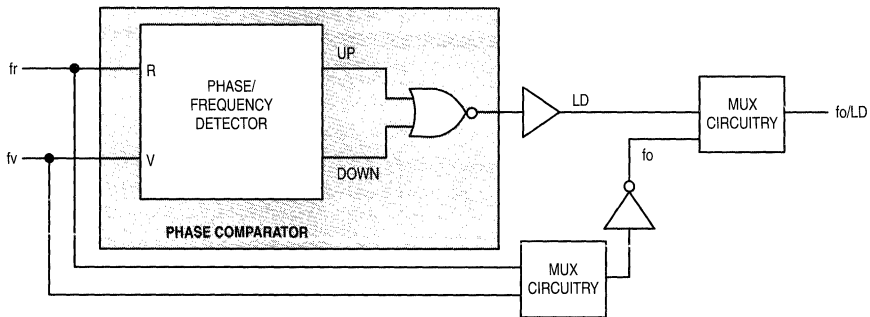 UP
fr
R
PHASE/
FREQUENCY
DETECTOR
LD
MUX
CIRCUITRY
fo/LD
fo
fv
V
DOWN
PHASE COMPARATOR
MUX
CIRCUITRY